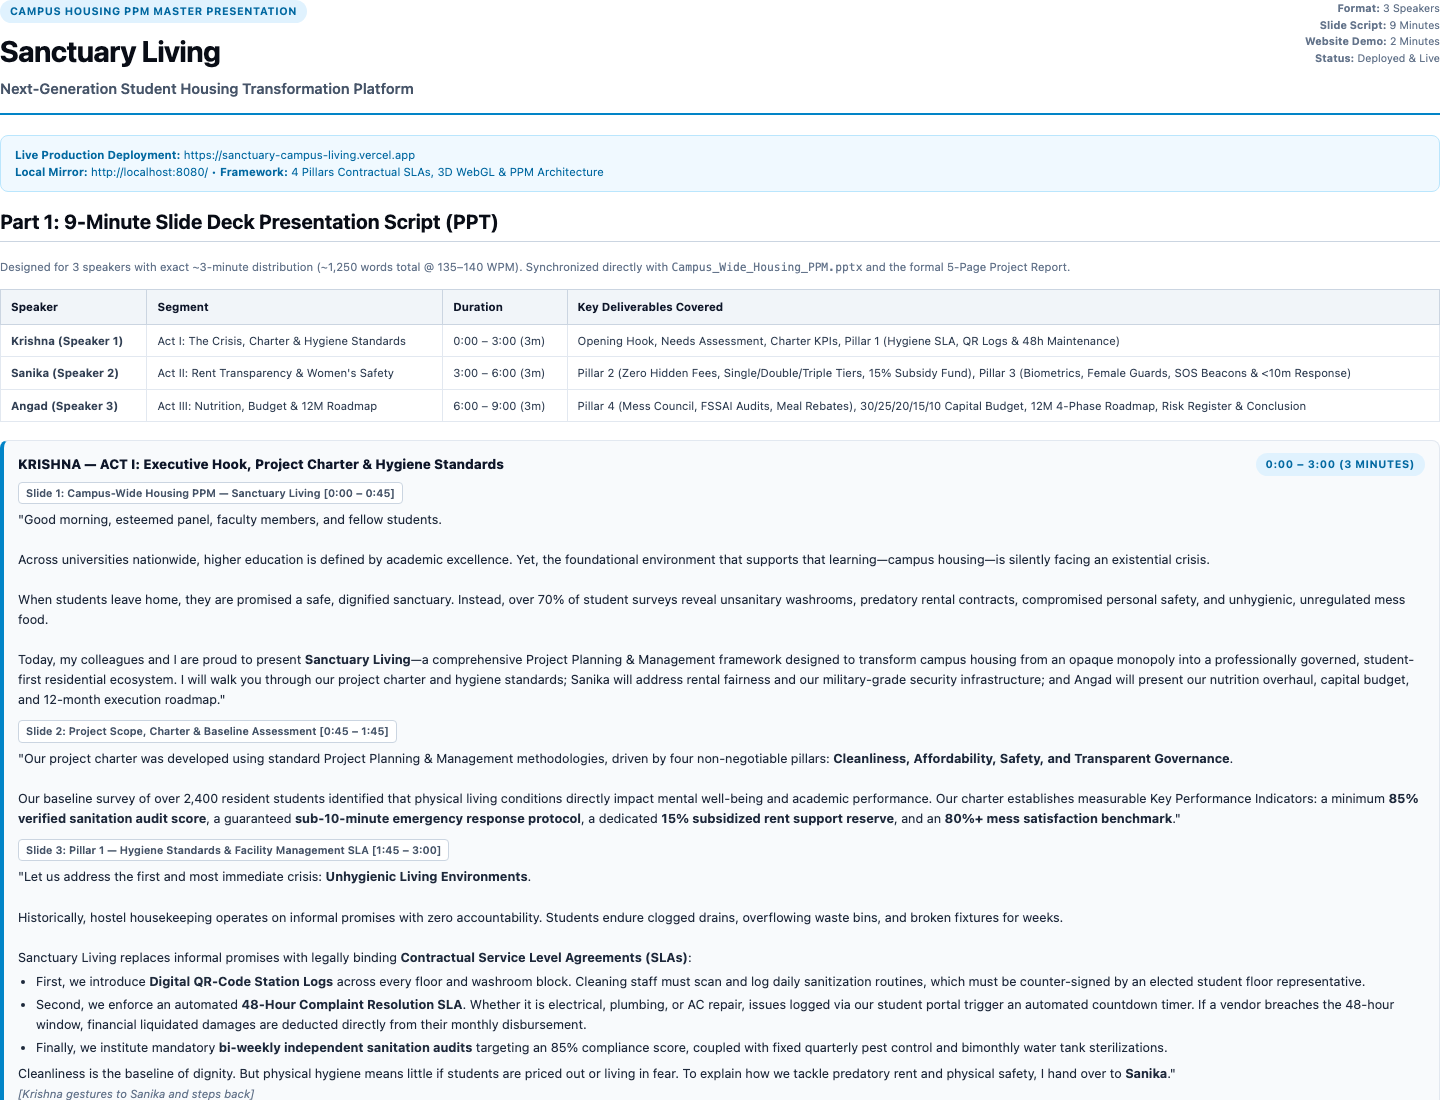 CAMPUS HOUSING PPM MASTER PRESENTATION
Format: 3 Speakers
Slide Script: 9 Minutes
Website Demo: 2 Minutes
Status: Deployed & Live
Sanctuary Living
Next-Generation Student Housing Transformation Platform
Live Production Deployment: https://sanctuary-campus-living.vercel.app
Local Mirror: http://localhost:8080/ • Framework: 4 Pillars Contractual SLAs, 3D WebGL & PPM Architecture
Part 1: 9-Minute Slide Deck Presentation Script (PPT)
Designed for 3 speakers with exact ~3-minute distribution (~1,250 words total @ 135–140 WPM). Synchronized directly with Campus_Wide_Housing_PPM.pptx and the formal 5-Page Project Report.
Speaker Segment Duration Key Deliverables Covered
Krishna (Speaker 1) Act I: The Crisis, Charter & Hygiene Standards 0:00 – 3:00 (3m) Opening Hook, Needs Assessment, Charter KPIs, Pillar 1 (Hygiene SLA, QR Logs & 48h Maintenance)
Sanika (Speaker 2) Act II: Rent Transparency & Women's Safety 3:00 – 6:00 (3m) Pillar 2 (Zero Hidden Fees, Single/Double/Triple Tiers, 15% Subsidy Fund), Pillar 3 (Biometrics, Female Guards, SOS Beacons & <10m Response)
Angad (Speaker 3) Act III: Nutrition, Budget & 12M Roadmap 6:00 – 9:00 (3m) Pillar 4 (Mess Council, FSSAI Audits, Meal Rebates), 30/25/20/15/10 Capital Budget, 12M 4-Phase Roadmap, Risk Register & Conclusion
KRISHNA — ACT I: Executive Hook, Project Charter & Hygiene Standards
0:00 – 3:00 (3 MINUTES)
Slide 1: Campus-Wide Housing PPM — Sanctuary Living [0:00 – 0:45]
"Good morning, esteemed panel, faculty members, and fellow students.
Across universities nationwide, higher education is defined by academic excellence. Yet, the foundational environment that supports that learning—campus housing—is silently facing an existential crisis.
When students leave home, they are promised a safe, dignified sanctuary. Instead, over 70% of student surveys reveal unsanitary washrooms, predatory rental contracts, compromised personal safety, and unhygienic, unregulated mess
food.
Today, my colleagues and I are proud to present Sanctuary Living—a comprehensive Project Planning & Management framework designed to transform campus housing from an opaque monopoly into a professionally governed, student-
first residential ecosystem. I will walk you through our project charter and hygiene standards; Sanika will address rental fairness and our military-grade security infrastructure; and Angad will present our nutrition overhaul, capital budget,
and 12-month execution roadmap."
Slide 2: Project Scope, Charter & Baseline Assessment [0:45 – 1:45]
"Our project charter was developed using standard Project Planning & Management methodologies, driven by four non-negotiable pillars: Cleanliness, Affordability, Safety, and Transparent Governance.
Our baseline survey of over 2,400 resident students identified that physical living conditions directly impact mental well-being and academic performance. Our charter establishes measurable Key Performance Indicators: a minimum 85%
verified sanitation audit score, a guaranteed sub-10-minute emergency response protocol, a dedicated 15% subsidized rent support reserve, and an 80%+ mess satisfaction benchmark."
Slide 3: Pillar 1 — Hygiene Standards & Facility Management SLA [1:45 – 3:00]
"Let us address the first and most immediate crisis: Unhygienic Living Environments.
Historically, hostel housekeeping operates on informal promises with zero accountability. Students endure clogged drains, overflowing waste bins, and broken fixtures for weeks.
Sanctuary Living replaces informal promises with legally binding Contractual Service Level Agreements (SLAs):
• First, we introduce Digital QR-Code Station Logs across every floor and washroom block. Cleaning staff must scan and log daily sanitization routines, which must be counter-signed by an elected student floor representative.
• Second, we enforce an automated 48-Hour Complaint Resolution SLA. Whether it is electrical, plumbing, or AC repair, issues logged via our student portal trigger an automated countdown timer. If a vendor breaches the 48-hour
window, financial liquidated damages are deducted directly from their monthly disbursement.
• Finally, we institute mandatory bi-weekly independent sanitation audits targeting an 85% compliance score, coupled with fixed quarterly pest control and bimonthly water tank sterilizations.
Cleanliness is the baseline of dignity. But physical hygiene means little if students are priced out or living in fear. To explain how we tackle predatory rent and physical safety, I hand over to Sanika."
[Krishna gestures to Sanika and steps back]